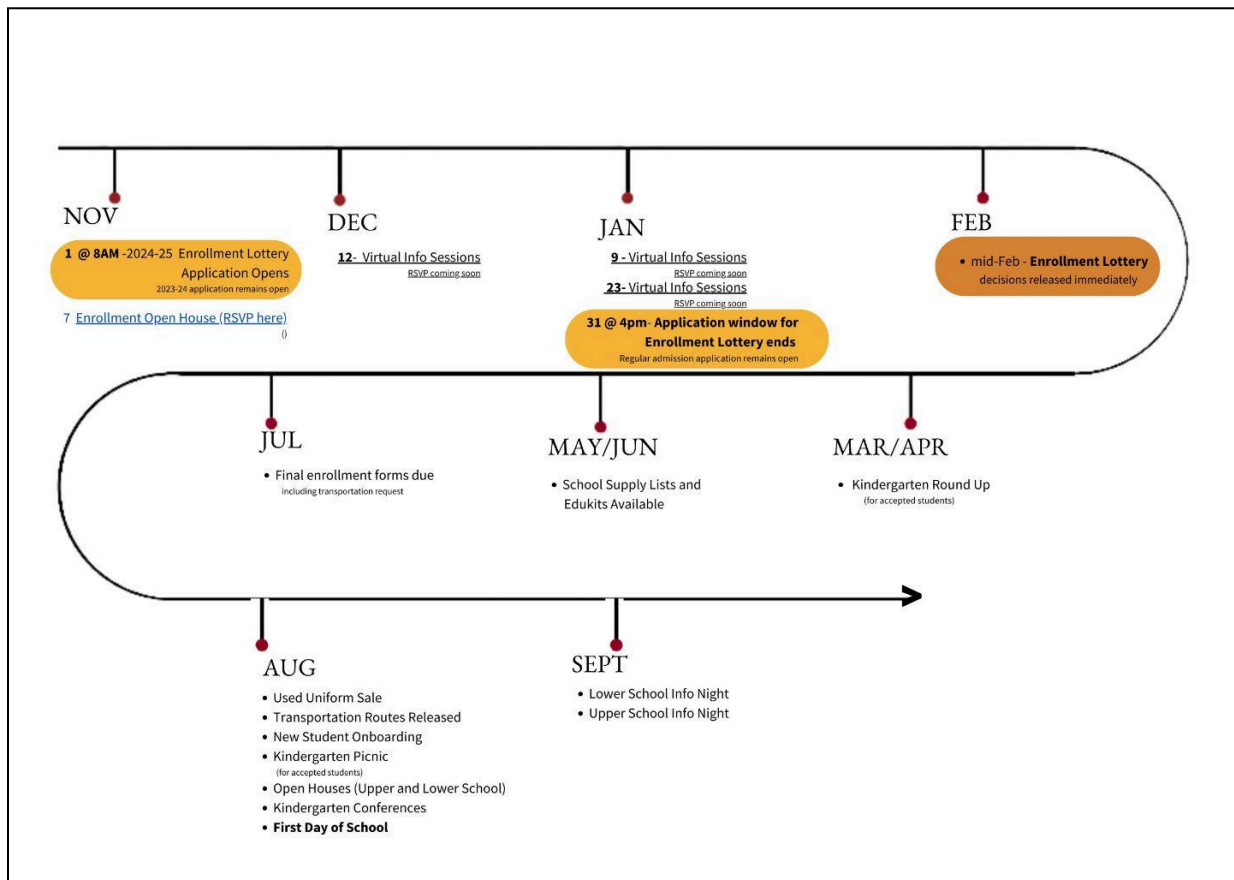 NOV
1 @ 8AM -2024-25 Enrollment Lottery
Application Opens
2023-24 application remains open
7 Enrollment Open House (RSVP here)
()
DEC
12- Virtual Info Sessions
RSVP coming soon
JAN
9 - Virtual Info Sessions
RSVP coming soon
23- Virtual Info Sessions
RSVP coming soon
31 @ 4pm- Application window for
Enrollment Lottery ends
Regular admission application remains open
FEB
• mid-Feb - Enrollment Lottery
decisions released immediately
MAR/APR
• Kindergarten Round Up
(for accepted students)
MAY/JUN
• School Supply Lists and
Edukits Available
JUL
• Final enrollment forms due
including transportation request
AUG
• Used Uniform Sale
• Transportation Routes Released
• New Student Onboarding
• Kindergarten Picnic
(for accepted students)
• Open Houses (Upper and Lower School)
• Kindergarten Conferences
• First Day of School
SEPT
• Lower School Info Night
• Upper School Info Night